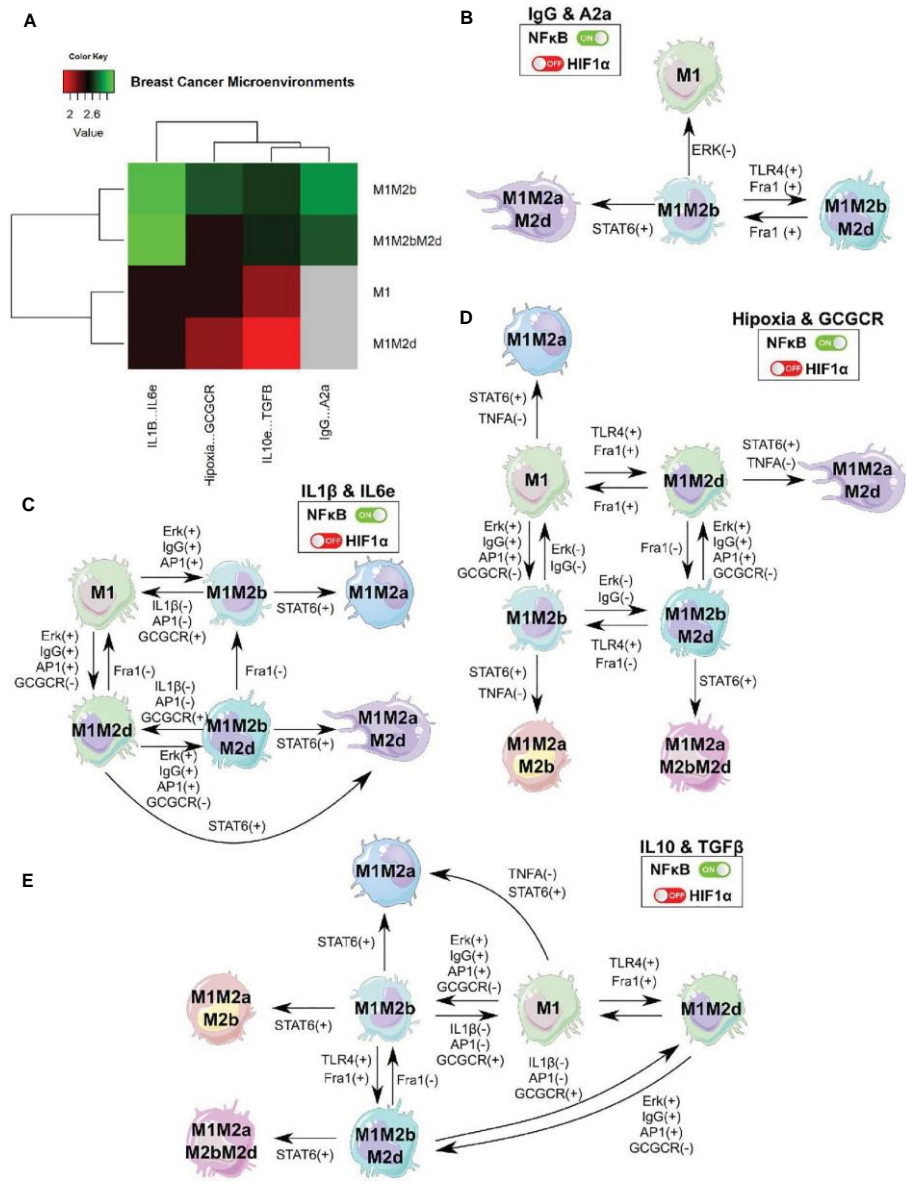 A
Color Key
Breast Cancer Microenvironments
2 2.6
Value
M1M2b
M1M2bM2d
M1
M1M2d
IL1B...IL6e
Hipoxia...GCGCR
IL10e...TGFB
IgG...A2a
B
IgG & A2a
NFκB ON
OFF HIF1α
M1
ERK(-)
M1M2a
M2d
STAT6(+)
M1M2b
TLR4(+)
Fra1 (+)
Fra1 (+)
M1M2b
M2d
C
IL1β & IL6e
NFκB ON
OFF HIF1α
M1
Erk(+)
IgG(+)
AP1(+)
IL1β(-)
AP1(-)
GCGCR(+)
M1M2b
STAT6(+)
M1M2a
Erk(+)
IgG(+)
AP1(+)
GCGCR(-)
Fra1(-)
Fra1(-)
M1M2d
IL1β(-)
AP1(-)
GCGCR(+)
Erk(+)
IgG(+)
AP1(+)
GCGCR(-)
M1M2b
M2d
STAT6(+)
M1M2a
M2d
STAT6(+)
D
Hipoxia & GCGCR
NFκB ON
OFF HIF1α
M1M2a
STAT6(+)
TNFA(-)
M1
TLR4(+)
Fra1(+)
Fra1(+)
M1M2d
STAT6(+)
TNFA(-)
M1M2a
M2d
Erk(+)
IgG(+)
AP1(+)
GCGCR(-)
Erk(-)
IgG(-)
Fra1(-)
Erk(+)
IgG(+)
AP1(+)
GCGCR(-)
M1M2b
Erk(-)
IgG(-)
TLR4(+)
Fra1(-)
M1M2b
M2d
STAT6(+)
TNFA(-)
STAT6(+)
M1M2a
M2b
M1M2a
M2bM2d
E
IL10 & TGFβ
NFκB ON
OFF HIF1α
M1M2a
TNFA(-)
STAT6(+)
STAT6(+)
M1M2a
M2b
STAT6(+)
M1M2b
Erk(+)
IgG(+)
AP1(+)
GCGCR(-)
IL1β(-)
AP1(-)
GCGCR(+)
M1
TLR4(+)
Fra1(+)
M1M2d
TLR4(+)
Fra1(+)
Fra1(-)
IL1β(-)
AP1(-)
GCGCR(+)
Erk(+)
IgG(+)
AP1(+)
GCGCR(-)
M1M2a
M2bM2d
STAT6(+)
M1M2b
M2d